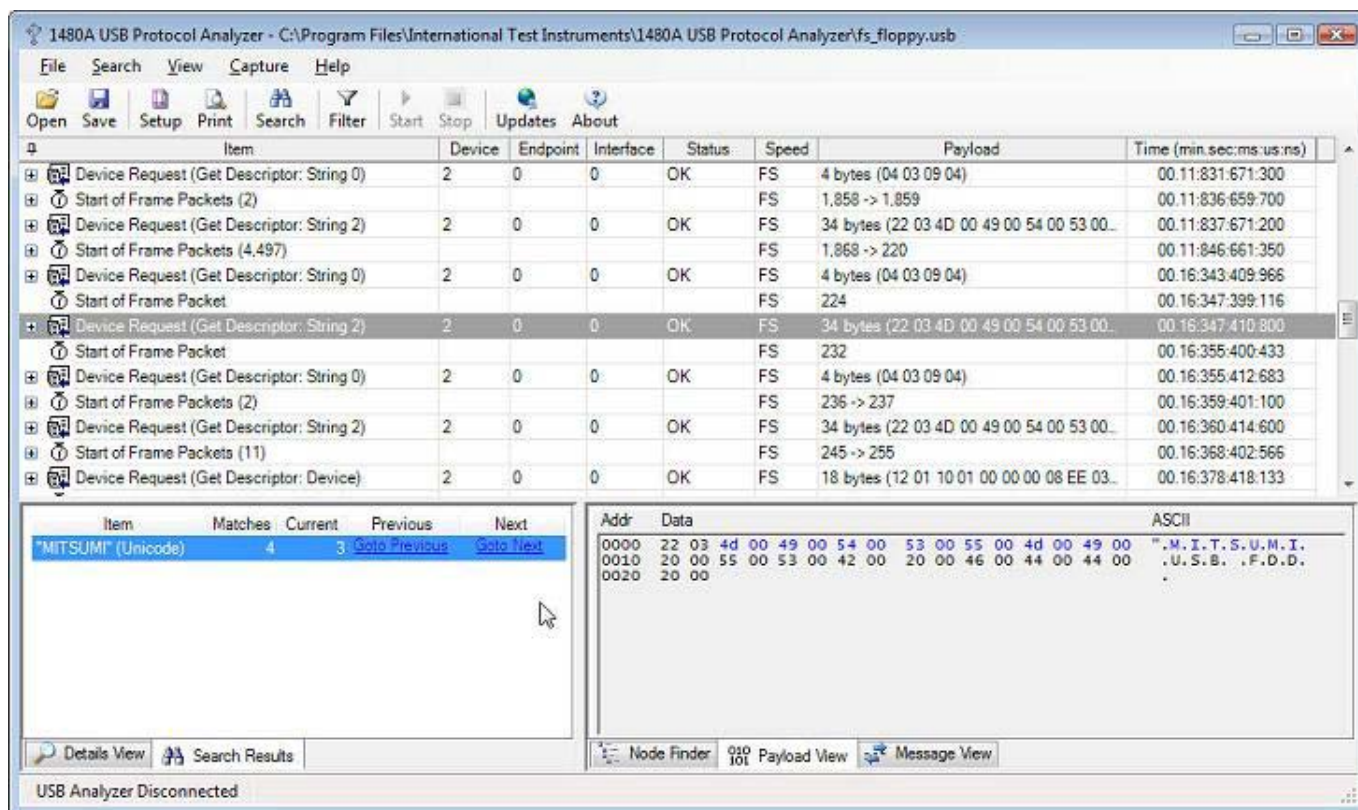 1480A USB Protocol Analyzer - C:\Program Files\International Test Instruments\1480A USB Protocol Analyzer\fs_floppy.usb
File Search View Capture Help
Open Save Setup Print Search Filter Start Stop Updates About
Item Device Endpoint Interface Status Speed Payload Time (min.sec:ms:us:ns)
Device Request (Get Descriptor: String 0) 2 0 0 OK FS 4 bytes (04 03 09 04) 00.11:831:671:300
Start of Frame Packets (2) FS 1,858 -> 1,859 00.11:836:659:700
Device Request (Get Descriptor: String 2) 2 0 0 OK FS 34 bytes (22 03 4D 00 49 00 54 00 53 00... 00.11:837:671:200
Start of Frame Packets (4,497) FS 1,868 -> 220 00.11:846:661:350
Device Request (Get Descriptor: String 0) 2 0 0 OK FS 4 bytes (04 03 09 04) 00.16:343:409:966
Start of Frame Packet FS 224 00.16:347:399:116
Device Request (Get Descriptor: String 2) 2 0 0 OK FS 34 bytes (22 03 4D 00 49 00 54 00 53 00... 00.16:347:410:800
Start of Frame Packet FS 232 00.16:355:400:433
Device Request (Get Descriptor: String 0) 2 0 0 OK FS 4 bytes (04 03 09 04) 00.16:355:412:683
Start of Frame Packets (2) FS 236 -> 237 00.16:359:401:100
Device Request (Get Descriptor: String 2) 2 0 0 OK FS 34 bytes (22 03 4D 00 49 00 54 00 53 00... 00.16:360:414:600
Start of Frame Packets (11) FS 245 -> 255 00.16:368:402:566
Device Request (Get Descriptor: Device) 2 0 0 OK FS 18 bytes (12 01 10 01 00 00 00 08 EE 03... 00.16:378:418:133
Item Matches Current Previous Next
"MITSUMI" (Unicode) 4 3 Goto Previous Goto Next
Details View Search Results
Addr Data ASCII
0000 22 03 4d 00 49 00 54 00 53 00 55 00 4d 00 49 00 ".M.I.T.S.U.M.I.
0010 20 00 55 00 53 00 42 00 20 00 46 00 44 00 44 00 .U.S.B. .F.D.D.
0020 20 00 .
Node Finder Payload View Message View
USB Analyzer Disconnected